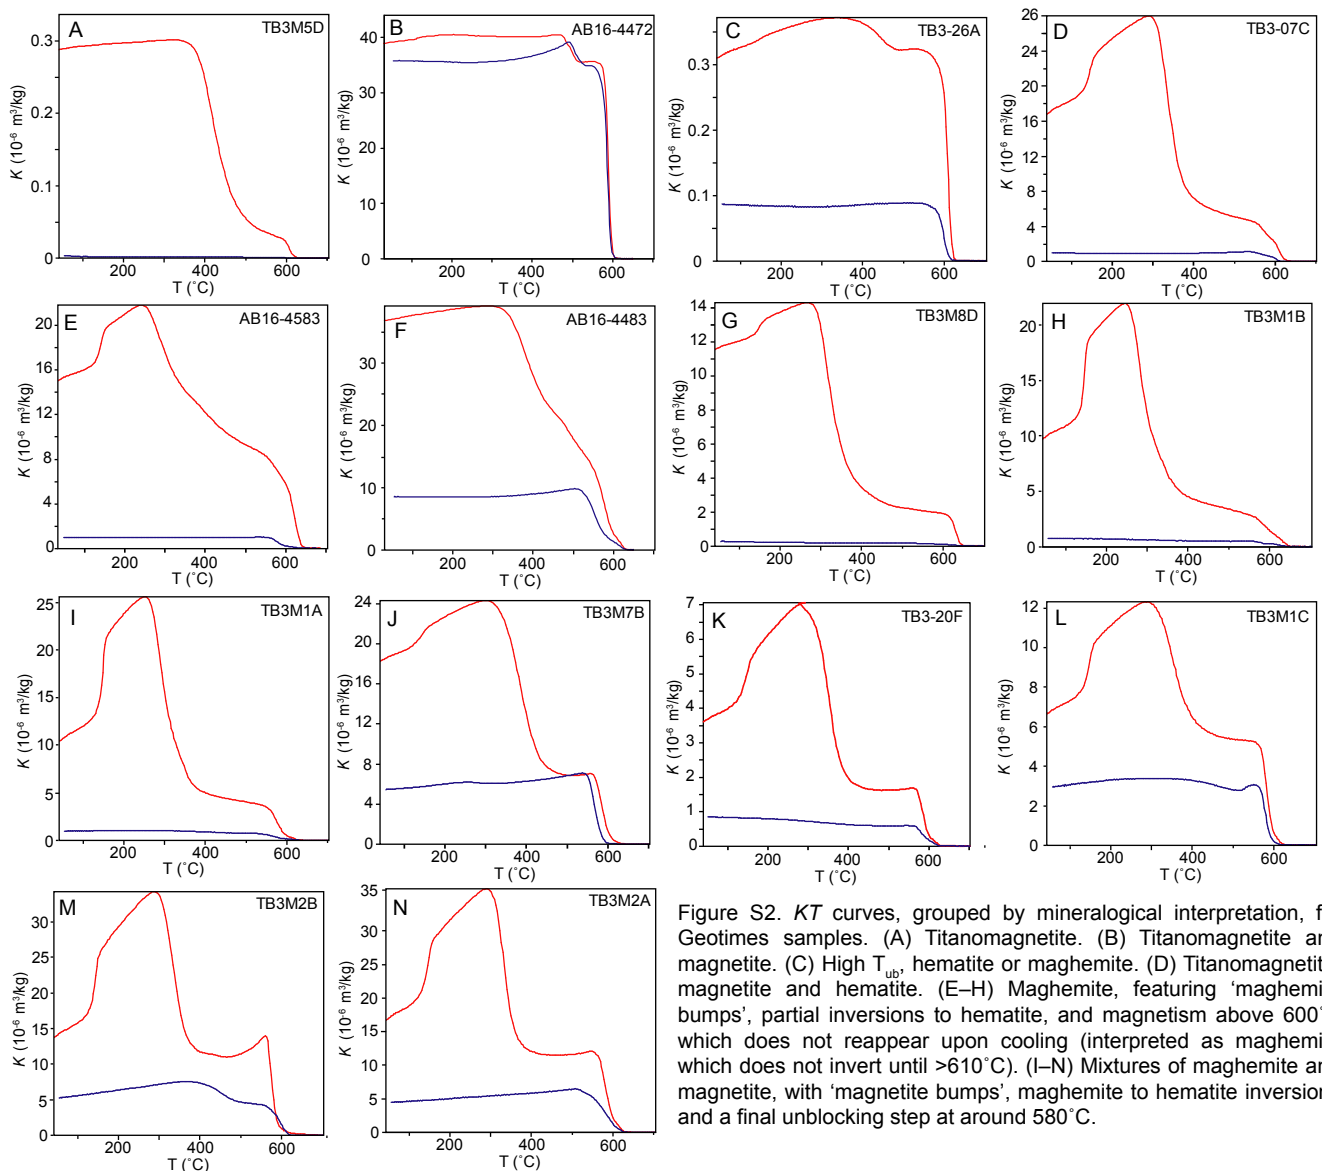 A
TB3M5D
K (10⁻⁶ m³/kg)
0.3
0.2
0.1
0
200
400
600
T (˚C)
B
AB16-4472
K (10⁻⁶ m³/kg)
40
30
20
10
0
200
400
600
T (˚C)
C
TB3-26A
K (10⁻⁶ m³/kg)
0.3
0.2
0.1
0
200
400
600
T (˚C)
D
TB3-07C
K (10⁻⁶ m³/kg)
26
24
20
16
12
8
4
0
200
400
600
T (˚C)
E
AB16-4583
K (10⁻⁶ m³/kg)
20
16
12
8
4
0
200
400
600
T (˚C)
F
AB16-4483
K (10⁻⁶ m³/kg)
30
20
10
0
200
400
600
T (˚C)
G
TB3M8D
K (10⁻⁶ m³/kg)
14
12
10
8
6
4
2
0
200
400
600
T (˚C)
H
TB3M1B
K (10⁻⁶ m³/kg)
20
15
10
5
0
200
400
600
T (˚C)
I
TB3M1A
K (10⁻⁶ m³/kg)
25
20
15
10
5
0
200
400
600
T (˚C)
J
TB3M7B
K (10⁻⁶ m³/kg)
24
20
16
12
8
4
0
200
400
600
T (˚C)
K
TB3-20F
K (10⁻⁶ m³/kg)
7
6
5
4
3
2
1
0
200
400
600
T (˚C)
L
TB3M1C
K (10⁻⁶ m³/kg)
12
10
8
6
4
2
0
200
400
600
T (˚C)
M
TB3M2B
K (10⁻⁶ m³/kg)
30
25
20
15
10
5
0
200
400
600
T (˚C)
N
TB3M2A
K (10⁻⁶ m³/kg)
35
30
25
20
15
10
5
0
200
400
600
T (˚C)
Figure S2. KT curves, grouped by mineralogical interpretation, f
Geotimes samples. (A) Titanomagnetite. (B) Titanomagnetite an
magnetite. (C) High Tub, hematite or maghemite. (D) Titanomagnetit
magnetite and hematite. (E–H) Maghemite, featuring ‘maghemi
bumps’, partial inversions to hematite, and magnetism above 600˚
which does not reappear upon cooling (interpreted as maghemi
which does not invert until >610˚C). (I–N) Mixtures of maghemite an
magnetite, with ‘magnetite bumps’, maghemite to hematite inversion
and a final unblocking step at around 580˚C.